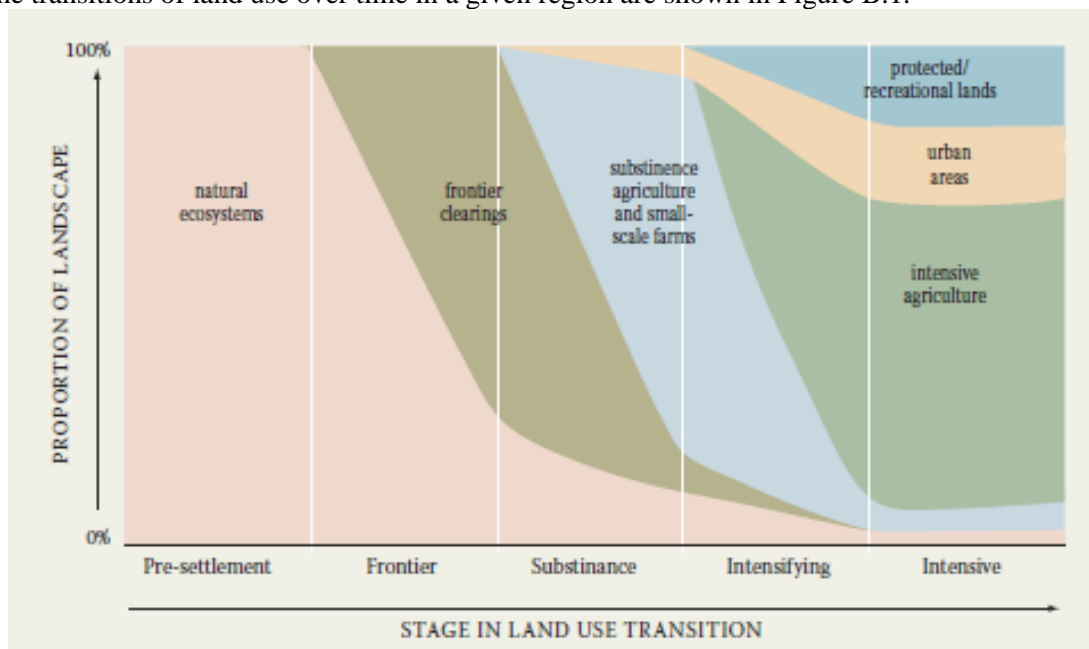 the transitions of land use over time in a given region are shown in Figure B.1.
100%
PROPORTION OF LANDSCAPE
0%
natural
ecosystems
frontier
clearings
substinence
agriculture
and small-
scale farms
protected/
recreational lands
urban
areas
intensive
agriculture
Pre-settlement
Frontier
Substinance
Intensifying
Intensive
STAGE IN LAND USE TRANSITION